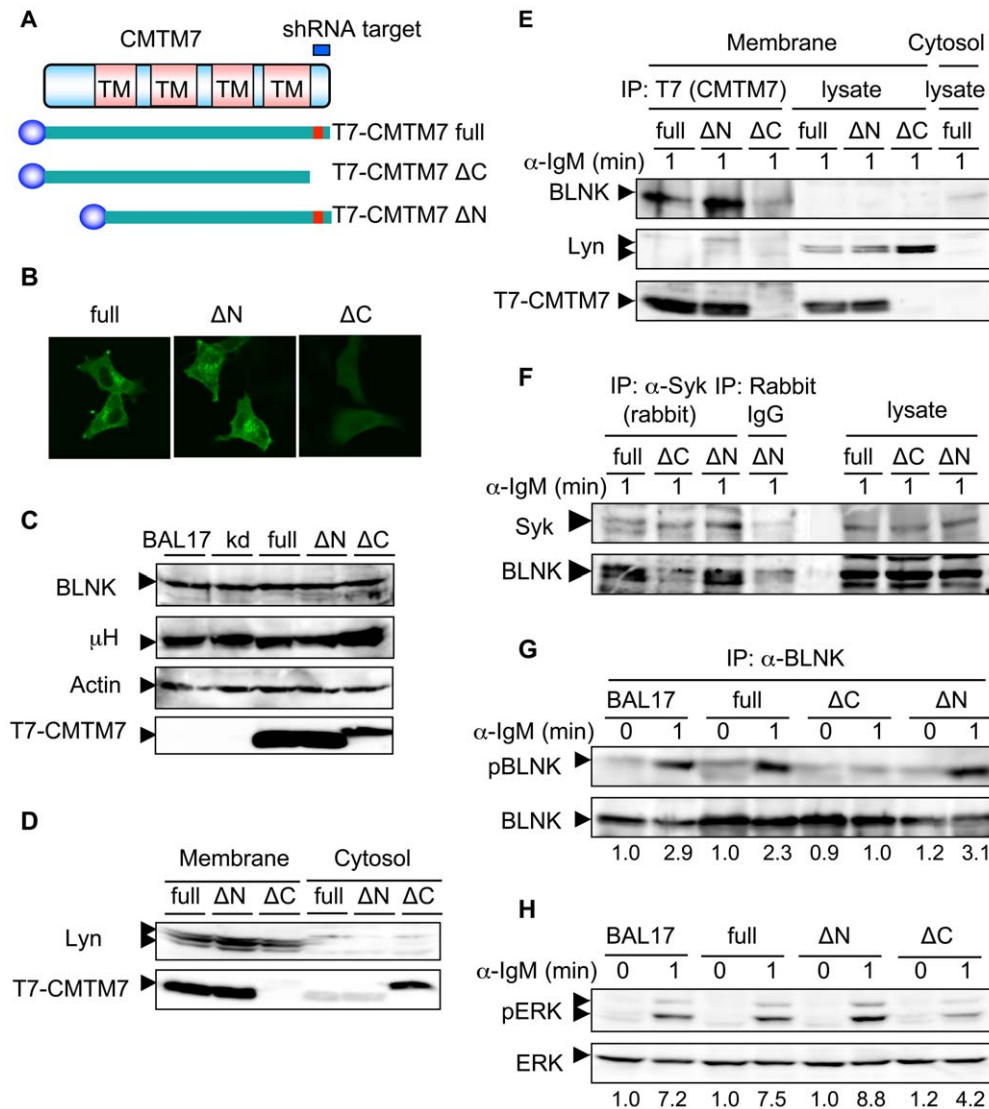 A
CMTM7
shRNA target
TM TM TM TM
T7-CMTM7 full
T7-CMTM7 ΔC
T7-CMTM7 ΔN
B
full ΔN ΔC
C
BAL17 kd full ΔN ΔC
BLNK
μH
Actin
T7-CMTM7
D
Membrane Cytosol
full ΔN ΔC full ΔN ΔC
Lyn
T7-CMTM7
E
Membrane Cytosol
IP: T7 (CMTM7) lysate lysate
full ΔN ΔC full ΔN ΔC full
α-IgM (min) 1 1 1 1 1 1 1
BLNK
Lyn
T7-CMTM7
F
IP: α-Syk IP: Rabbit
(rabbit) IgG lysate
full ΔC ΔN ΔN full ΔC ΔN
α-IgM (min) 1 1 1 1 1 1 1
Syk
BLNK
G
IP: α-BLNK
BAL17 full ΔC ΔN
α-IgM (min) 0 1 0 1 0 1 0 1
pBLNK
BLNK
1.0 2.9 1.0 2.3 0.9 1.0 1.2 3.1
H
BAL17 full ΔN ΔC
α-IgM (min) 0 1 0 1 0 1 0 1
pERK
ERK
1.0 7.2 1.0 7.5 1.0 8.8 1.2 4.2